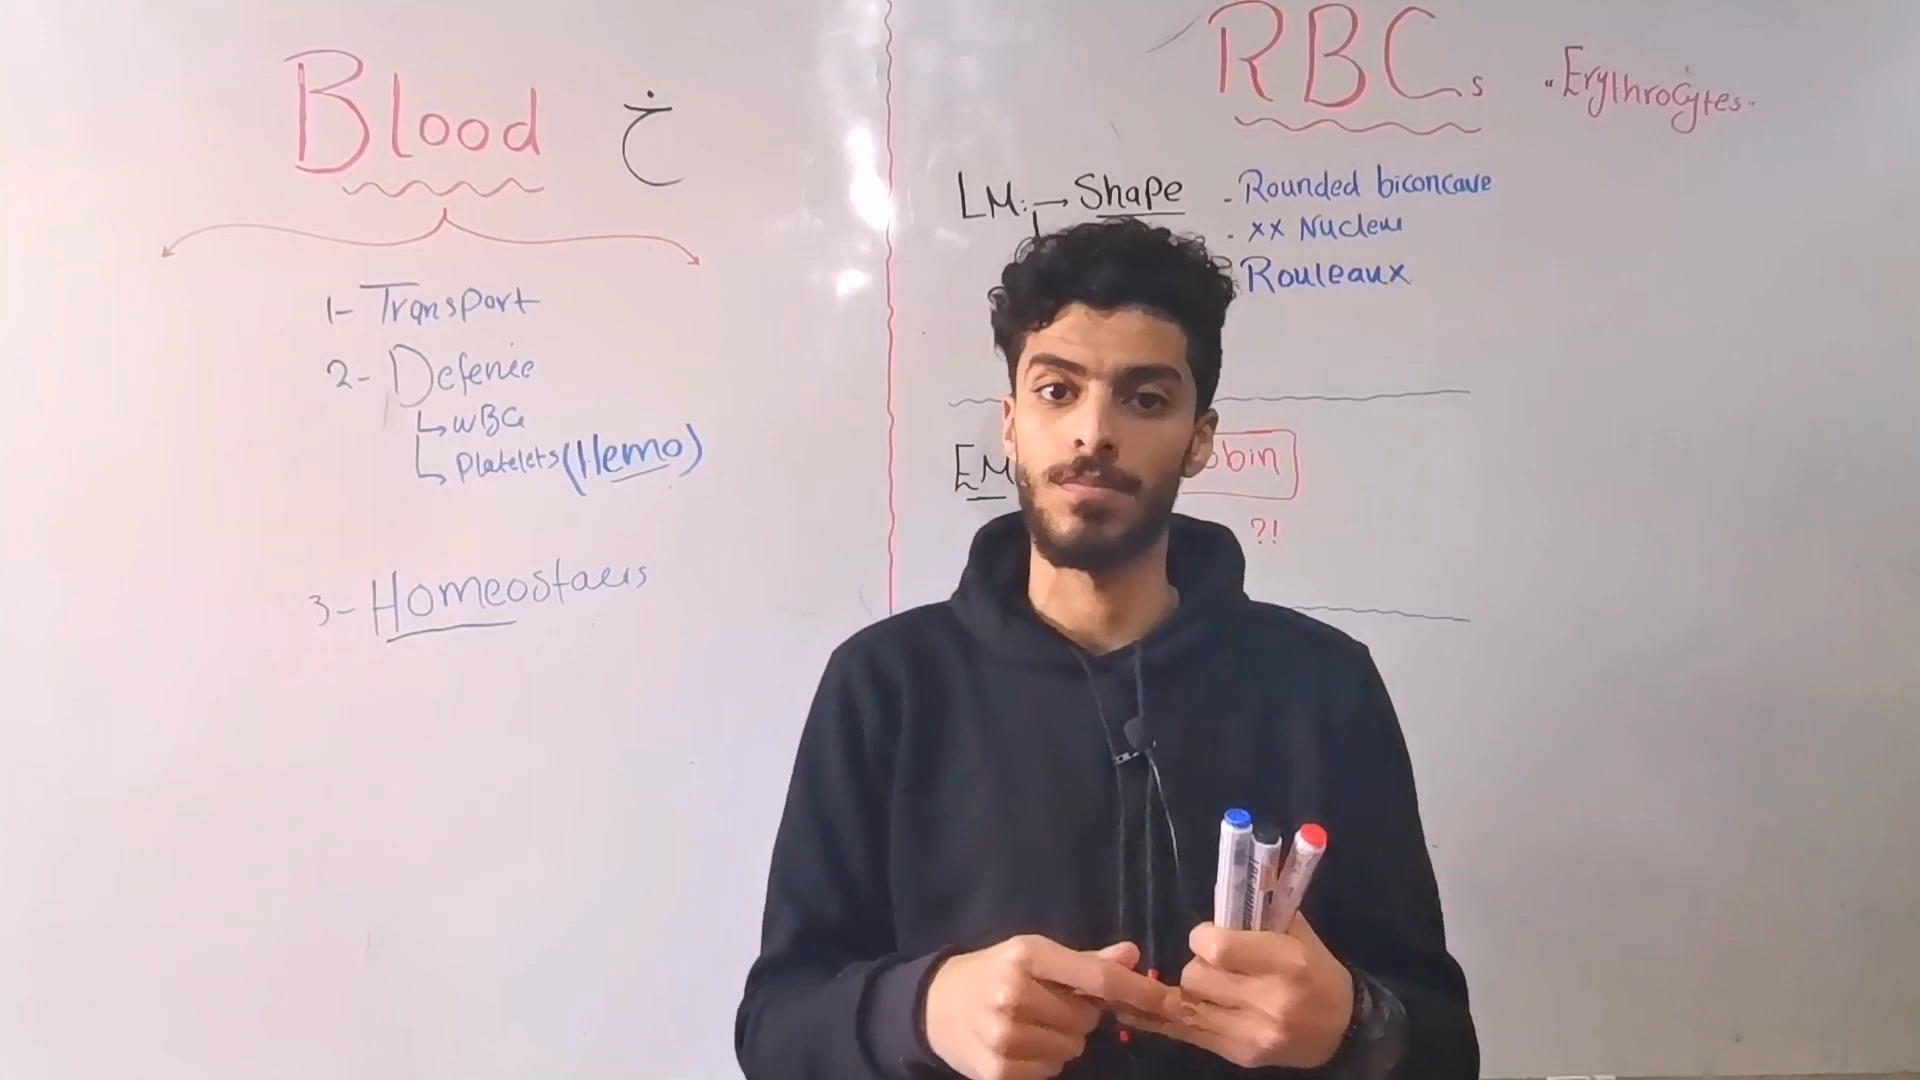 Blood خ
1- Transport
2- Defence
WBCs
Platelets (Hemo)
3- Homeostasis
RBCs "Erythrocytes"
LM: → Shape - Rounded biconcave
- xx Nucleus
Rouleaux
EM bin
?!